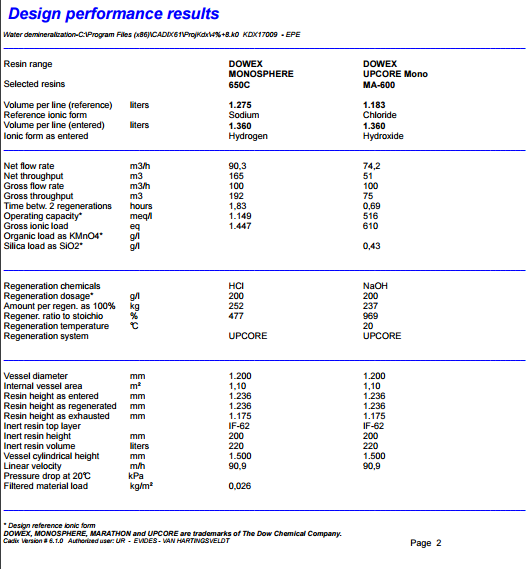 Design performance results
Water demineralization-C:\Program Files (x86)\CADIX61\ProjKdx\4%+8.k0 KDX17009 - EPE
Resin range DOWEX DOWEX
MONOSPHERE UPCORE Mono
Selected resins 650C MA-600
Volume per line (reference) liters 1.275 1.183
Reference ionic form Sodium Chloride
Volume per line (entered) liters 1.360 1.360
Ionic form as entered Hydrogen Hydroxide
Net flow rate m3/h 90,3 74,2
Net throughput m3 165 51
Gross flow rate m3/h 100 100
Gross throughput m3 192 75
Time betw. 2 regenerations hours 1,83 0,69
Operating capacity* meq/l 1.149 516
Gross ionic load eq 1.447 610
Organic load as KMnO4* g/l
Silica load as SiO2* g/l 0,43
Regeneration chemicals HCl NaOH
Regeneration dosage* g/l 200 200
Amount per regen. as 100% kg 252 237
Regener. ratio to stoichio % 477 969
Regeneration temperature ℃ 20
Regeneration system UPCORE UPCORE
Vessel diameter mm 1.200 1.200
Internal vessel area m² 1,10 1,10
Resin height as entered mm 1.236 1.236
Resin height as regenerated mm 1.236 1.236
Resin height as exhausted mm 1.175 1.175
Inert resin top layer IF-62 IF-62
Inert resin height mm 200 200
Inert resin volume liters 220 220
Vessel cylindrical height mm 1.500 1.500
Linear velocity m/h 90,9 90,9
Pressure drop at 20℃ kPa
Filtered material load kg/m² 0,026
* Design reference ionic form
DOWEX, MONOSPHERE, MARATHON and UPCORE are trademarks of The Dow Chemical Company.
Cadix Version # 6.1.0 Authorized user: UR - EVIDES - VAN HARTINGSVELDT
Page 2